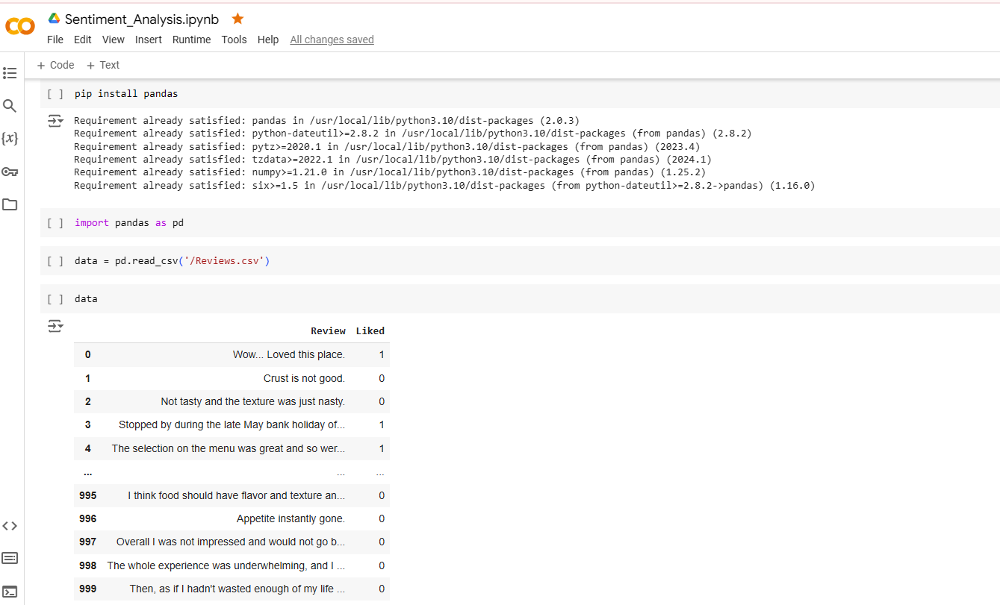 Sentiment_Analysis.ipynb
File Edit View Insert Runtime Tools Help All changes saved
+ Code + Text
[ ] pip install pandas
Requirement already satisfied: pandas in /usr/local/lib/python3.10/dist-packages (2.0.3)
Requirement already satisfied: python-dateutil>=2.8.2 in /usr/local/lib/python3.10/dist-packages (from pandas) (2.8.2)
Requirement already satisfied: pytz>=2020.1 in /usr/local/lib/python3.10/dist-packages (from pandas) (2023.4)
Requirement already satisfied: tzdata>=2022.1 in /usr/local/lib/python3.10/dist-packages (from pandas) (2024.1)
Requirement already satisfied: numpy>=1.21.0 in /usr/local/lib/python3.10/dist-packages (from pandas) (1.25.2)
Requirement already satisfied: six>=1.5 in /usr/local/lib/python3.10/dist-packages (from python-dateutil>=2.8.2->pandas) (1.16.0)
{x}
[ ] import pandas as pd
[ ] data = pd.read_csv('/Reviews.csv')
[ ] data
Review Liked
0 Wow... Loved this place. 1
1 Crust is not good. 0
2 Not tasty and the texture was just nasty. 0
3 Stopped by during the late May bank holiday of... 1
4 The selection on the menu was great and so wer... 1
... ... ...
995 I think food should have flavor and texture an... 0
996 Appetite instantly gone. 0
997 Overall I was not impressed and would not go b... 0
998 The whole experience was underwhelming, and I ... 0
999 Then, as if I hadn't wasted enough of my life ... 0